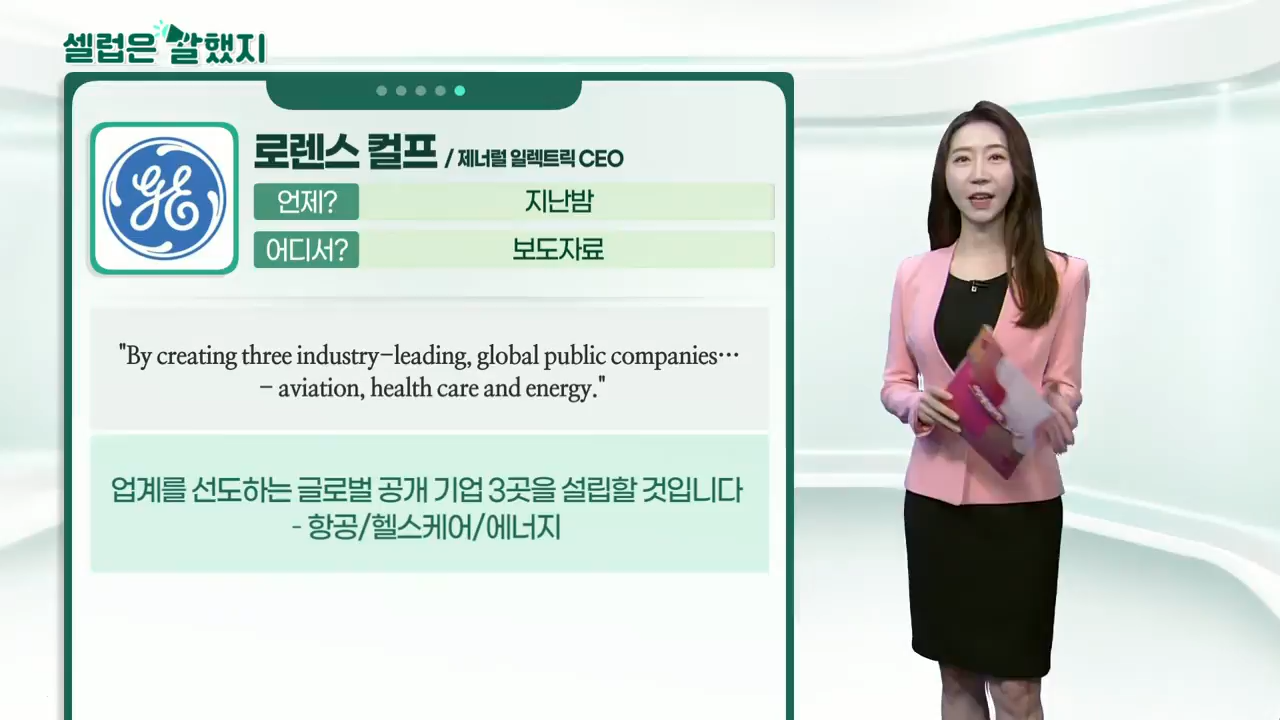 셀럽은 말했지
GE
로렌스 컬프 / 제너럴 일렉트릭 CEO
언제? 지난밤
어디서? 보도자료
"By creating three industry-leading, global public companies…
- aviation, health care and energy."
업계를 선도하는 글로벌 공개 기업 3곳을 설립할 것입니다
- 항공/헬스케어/에너지